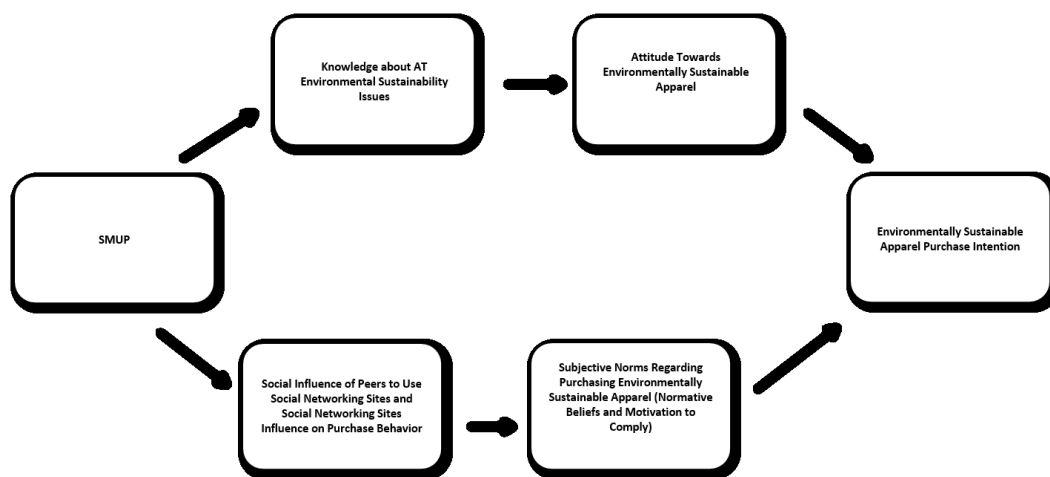 Knowledge about AT
Environmental Sustainability
Issues
Attitude Towards
Environmentally Sustainable
Apparel
SMUP
Environmentally Sustainable
Apparel Purchase Intention
Social Influence of Peers to Use
Social Networking Sites and
Social Networking Sites
Influence on Purchase Behavior
Subjective Norms Regarding
Purchasing Environmentally
Sustainable Apparel (Normative
Beliefs and Motivation to
Comply)